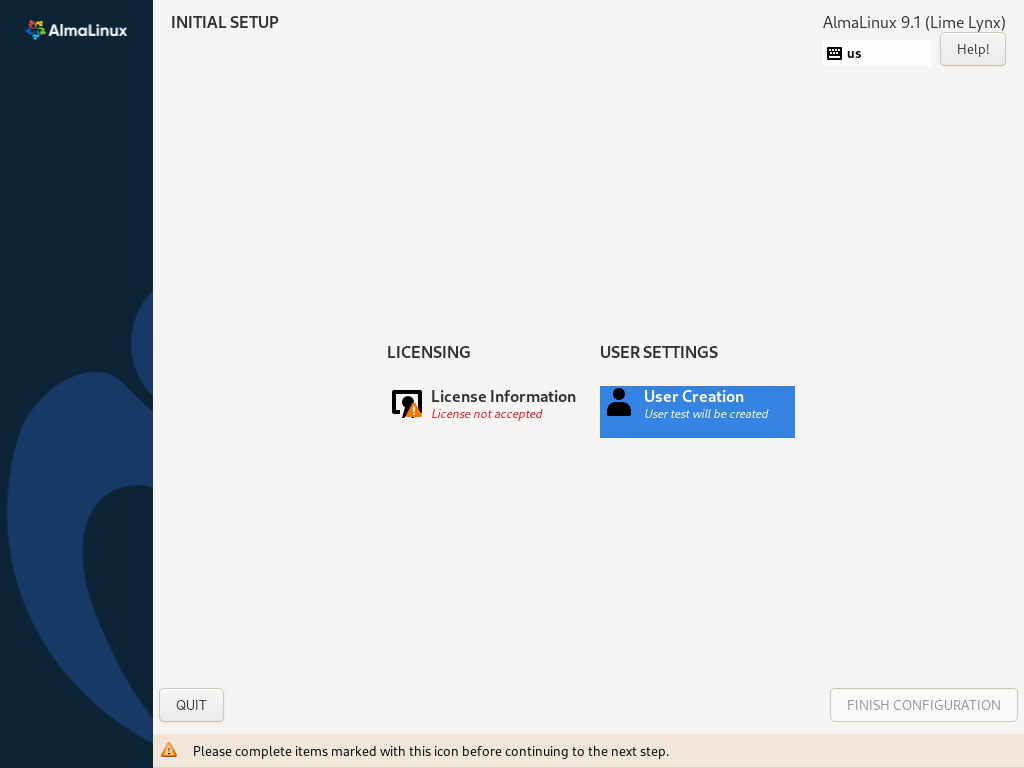 AlmaLinux
INITIAL SETUP
AlmaLinux 9.1 (Lime Lynx)
us
Help!
LICENSING
License Information
License not accepted
USER SETTINGS
User Creation
User test will be created
QUIT
FINISH CONFIGURATION
Please complete items marked with this icon before continuing to the next step.